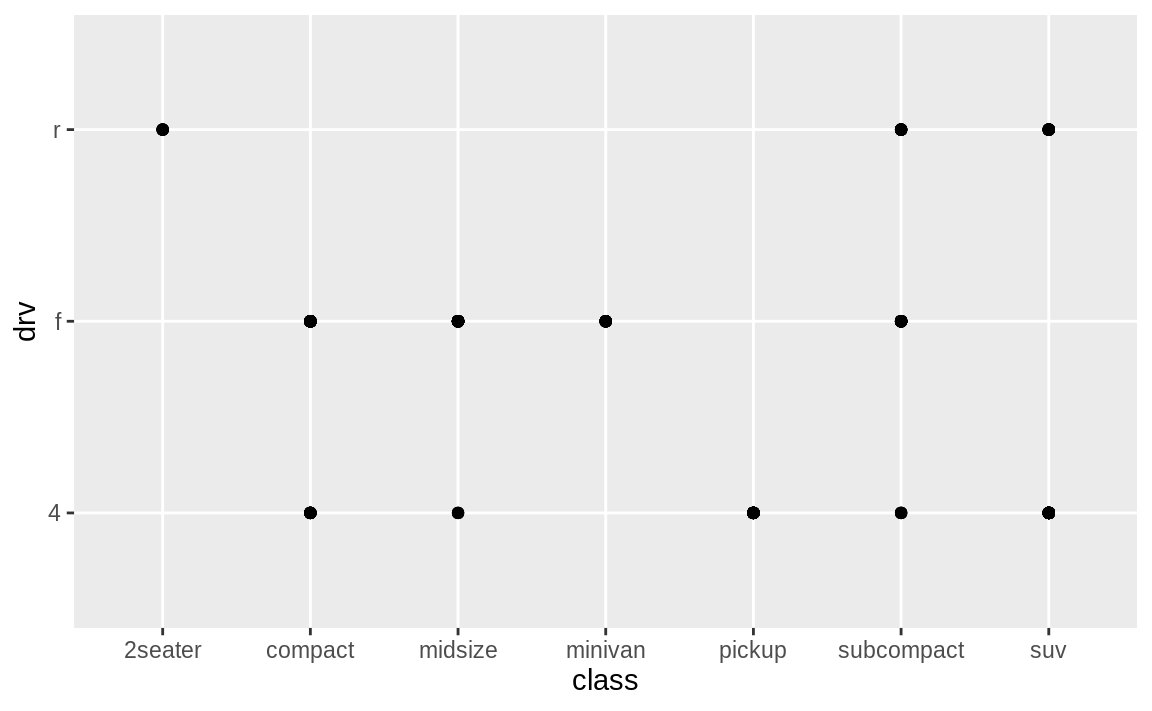 r
f
4
drv
2seater compact midsize minivan pickup subcompact suv
class